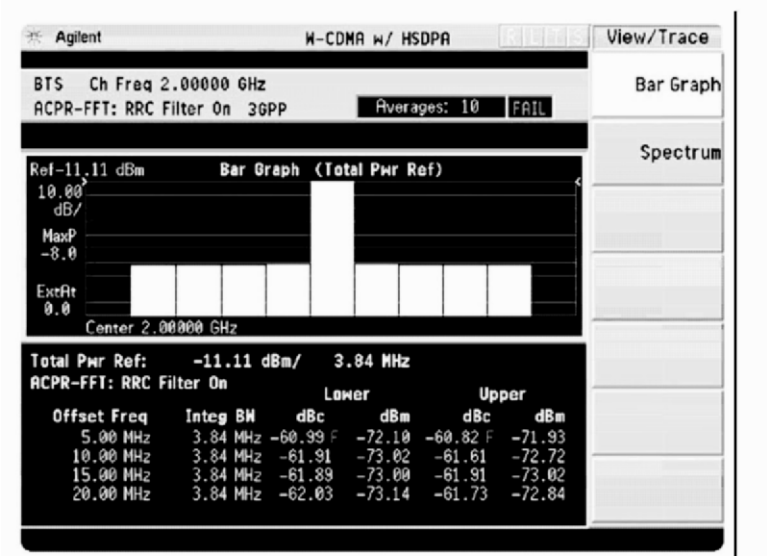 Agilent W-CDMA w/ HSDPA R L T S View/Trace
BTS Ch Freq 2.00000 GHz
ACPR-FFT: RRC Filter On 3GPP Averages: 10 FAIL
Bar Graph
Spectrum
Ref-11.11 dBm Bar Graph (Total Pwr Ref)
10.00
dB/
MaxP
-8.0
ExtAt
0.0
Center 2.00000 GHz
Total Pwr Ref: -11.11 dBm/ 3.84 MHz
ACPR-FFT: RRC Filter On
Lower Upper
Offset Freq Integ BW dBc dBm dBc dBm
5.00 MHz 3.84 MHz -60.99 F -72.10 -60.82 F -71.93
10.00 MHz 3.84 MHz -61.91 -73.02 -61.61 -72.72
15.00 MHz 3.84 MHz -61.89 -73.00 -61.91 -73.02
20.00 MHz 3.84 MHz -62.03 -73.14 -61.73 -72.84